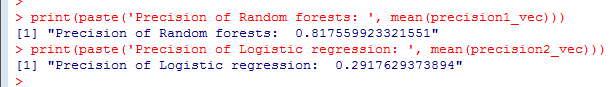 >
> print(paste('Precision of Random forests: ', mean(precision1_vec)))
[1] "Precision of Random forests:  0.817559923321551"
> print(paste('Precision of Logistic regression: ', mean(precision2_vec)))
[1] "Precision of Logistic regression:  0.2917629373894"
>